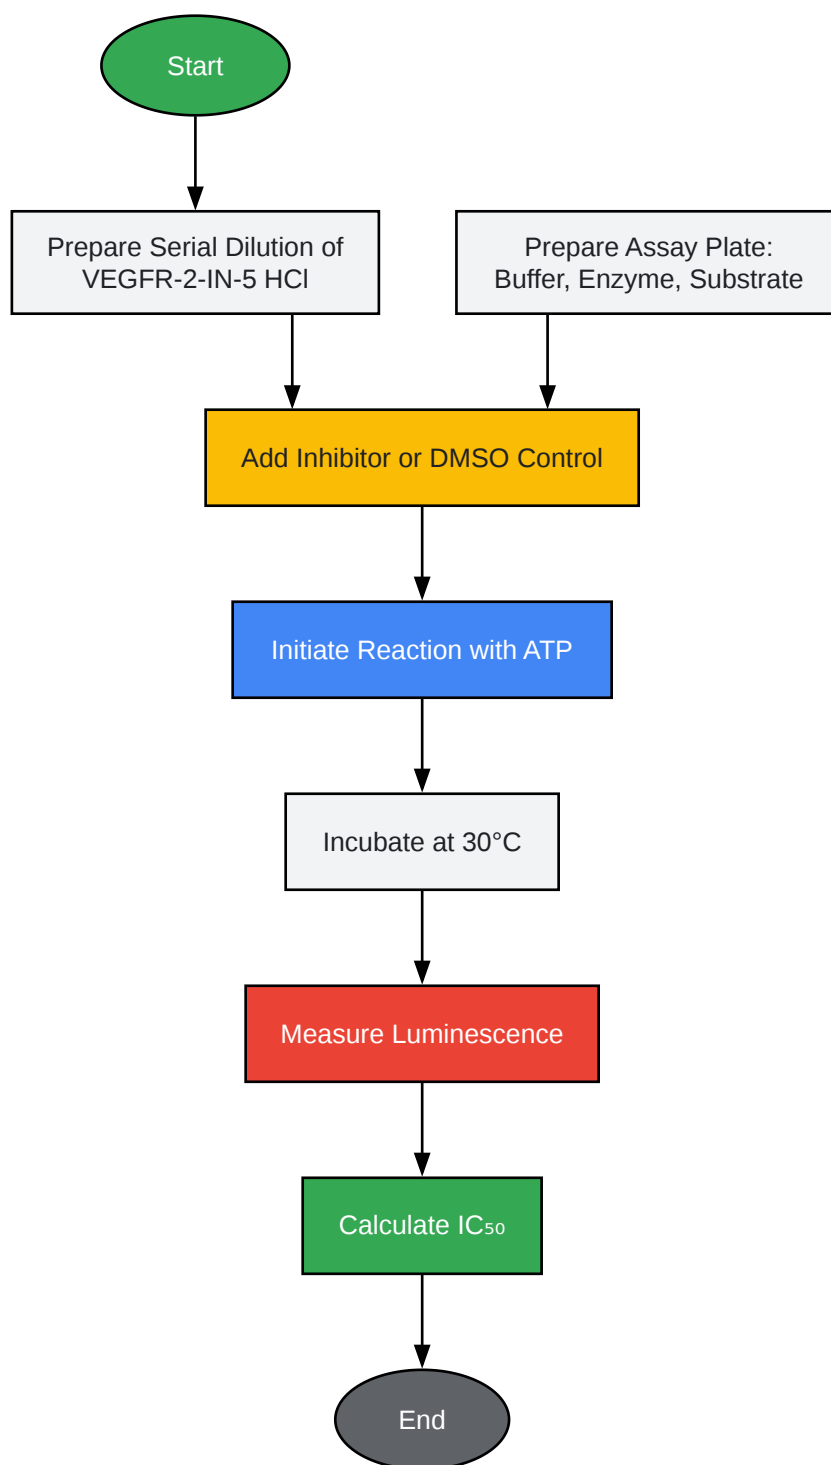 Start
Prepare Serial Dilution of
VEGFR-2-IN-5 HCl
Prepare Assay Plate:
Buffer, Enzyme, Substrate
Add Inhibitor or DMSO Control
Initiate Reaction with ATP
Incubate at 30°C
Measure Luminescence
Calculate IC₅₀
End